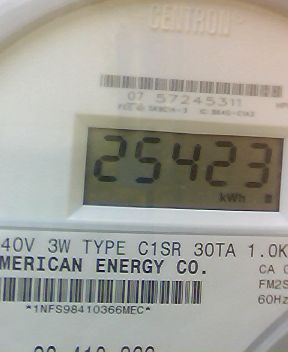 CENTRON®
07 57245311
25423
kWh
40V 3W TYPE C1SR 30TA 1.0K
MERICAN ENERGY CO.
CA 
FM2S
60Hz
*1NFS98410366MEC*